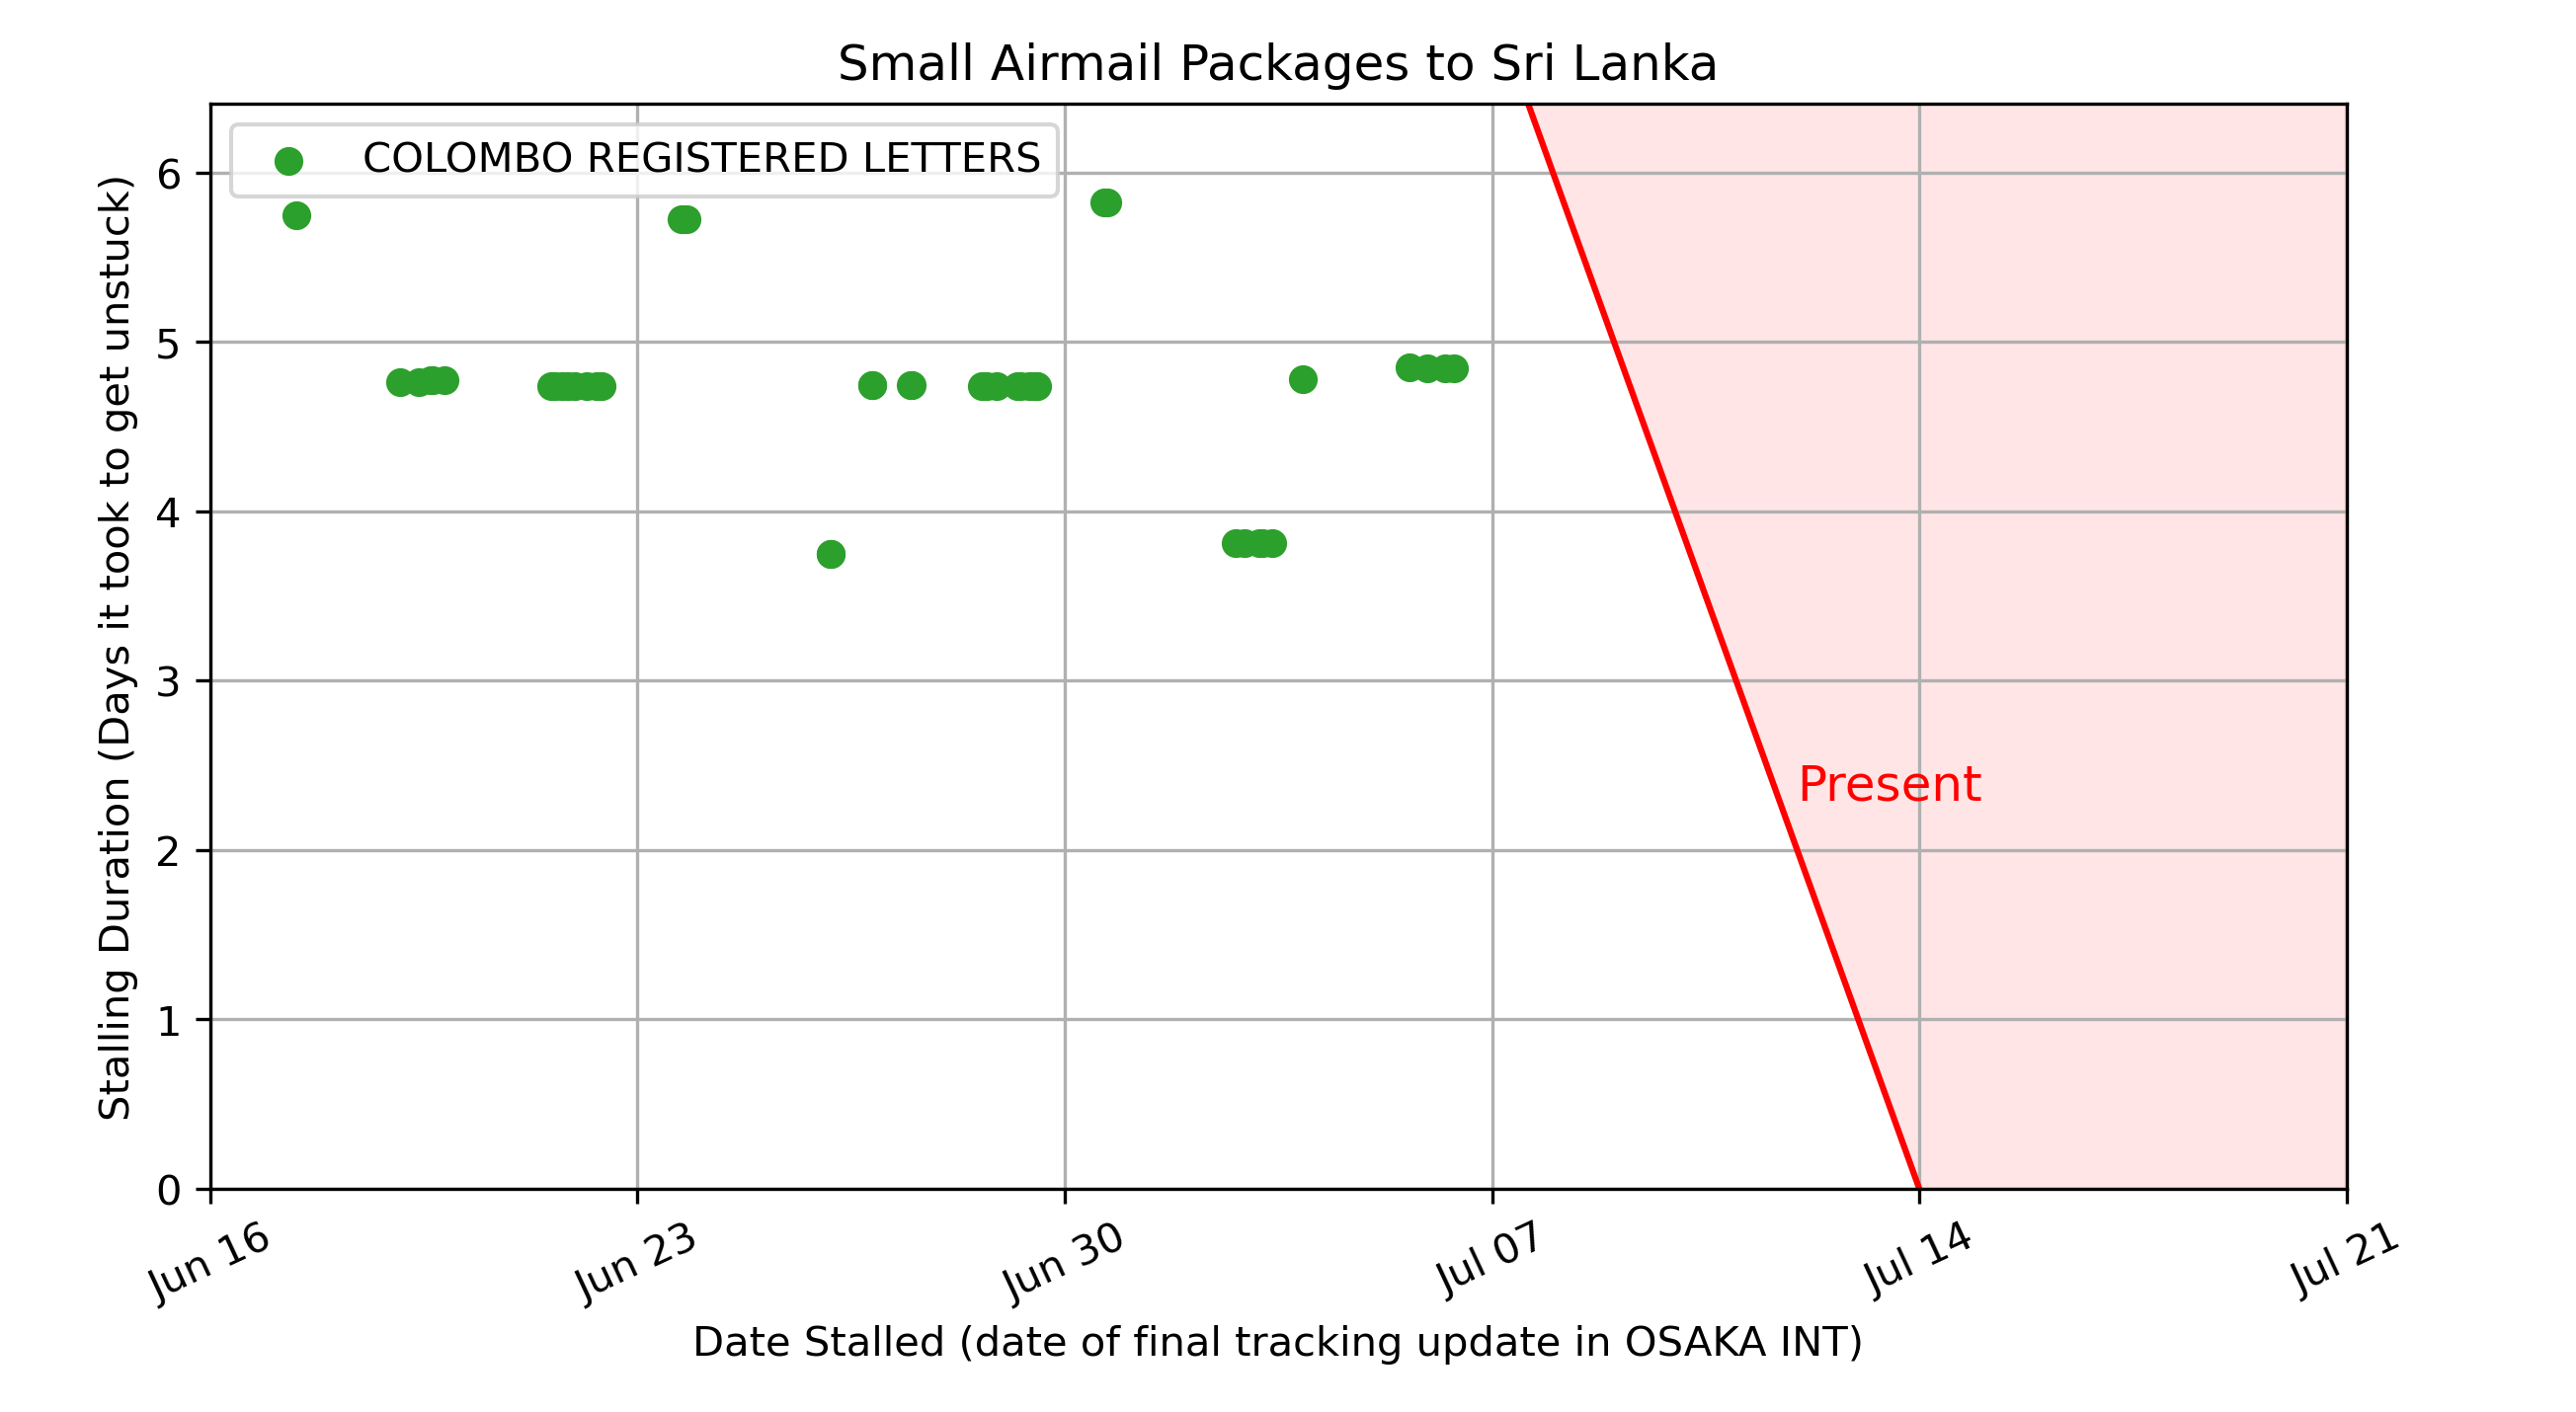 Small Airmail Packages to Sri Lanka
COLOMBO REGISTERED LETTERS
Stalling Duration (Days it took to get unstuck)
6
5
4
3
2
1
0
Present
Jun 16
Jun 23
Jun 30
Jul 07
Jul 14
Jul 21
Date Stalled (date of final tracking update in OSAKA INT)